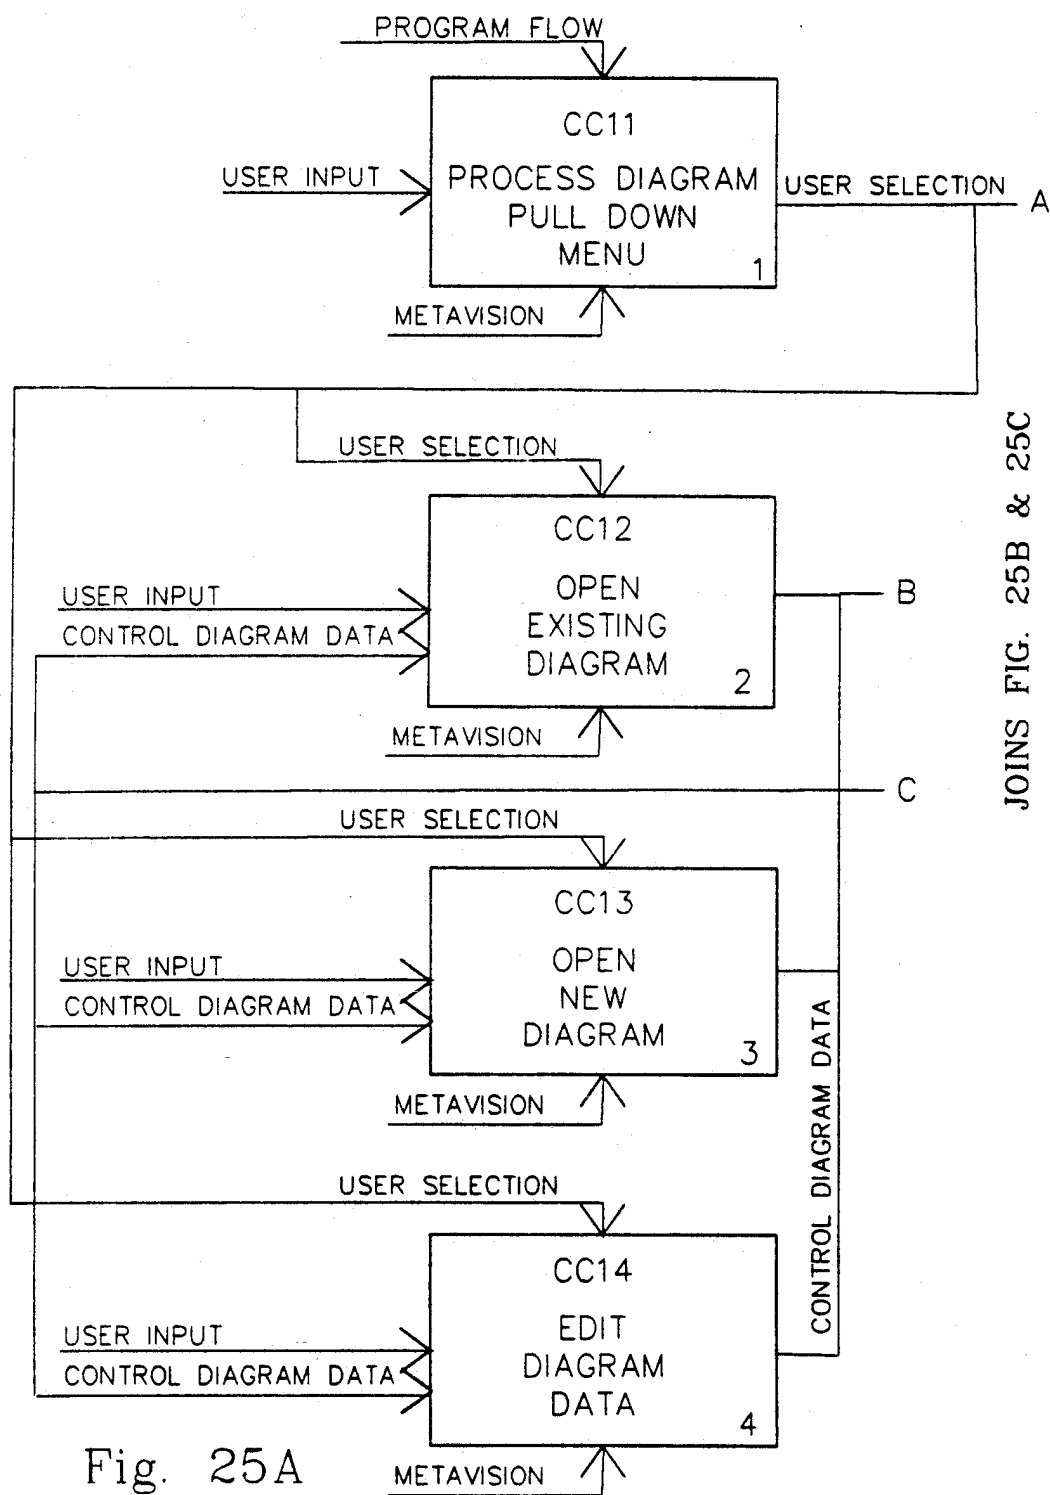 PROGRAM FLOW
CC11
USER INPUT
PROCESS DIAGRAM
PULL DOWN
MENU
1
USER SELECTION
A
METAVISION
USER SELECTION
CC12
USER INPUT
CONTROL DIAGRAM DATA
OPEN
EXISTING
DIAGRAM
2
B
METAVISION
C
JOINS FIG. 25B & 25C
USER SELECTION
CC13
USER INPUT
CONTROL DIAGRAM DATA
OPEN
NEW
DIAGRAM
3
METAVISION
CONTROL DIAGRAM DATA
USER SELECTION
CC14
USER INPUT
CONTROL DIAGRAM DATA
EDIT
DIAGRAM
DATA
4
METAVISION
Fig. 25A